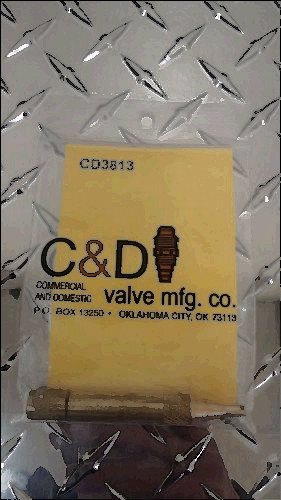 CD3813
C&D
COMMERCIAL
AND DOMESTIC valve mfg. co.
P.O. BOX 13250 • OKLAHOMA CITY, OK 73113